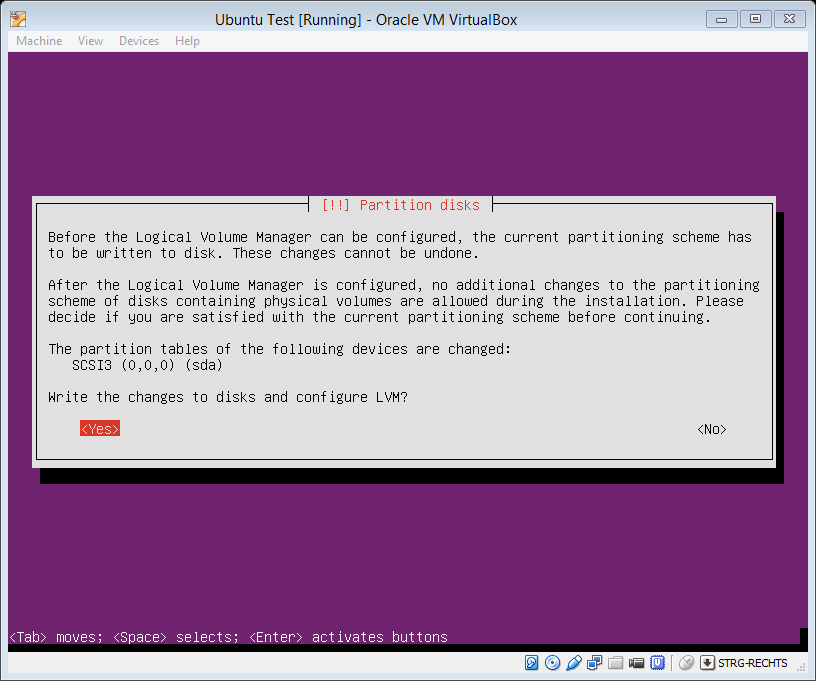 Ubuntu Test [Running] - Oracle VM VirtualBox
Machine View Devices Help
[!!] Partition disks
Before the Logical Volume Manager can be configured, the current partitioning scheme has
to be written to disk. These changes cannot be undone.
After the Logical Volume Manager is configured, no additional changes to the partitioning
scheme of disks containing physical volumes are allowed during the installation. Please
decide if you are satisfied with the current partitioning scheme before continuing.
The partition tables of the following devices are changed:
SCSI3 (0,0,0) (sda)
Write the changes to disks and configure LVM?
<Yes> <No>
<Tab> moves; <Space> selects; <Enter> activates buttons
STRG-RECHTS